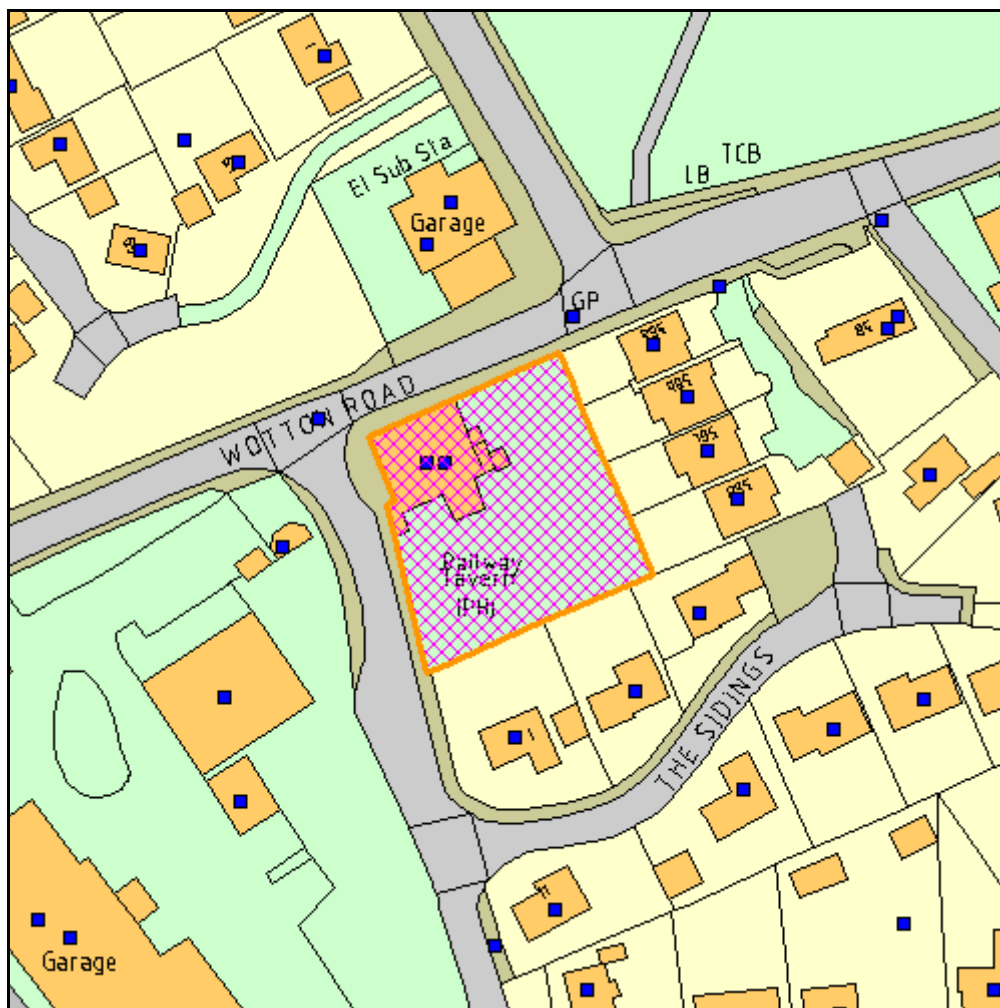 TCB
LB
El Sub Sta
Garage
GP
WOTTON ROAD
Railway
Tavern
(PH)
THE SIDINGS
Garage